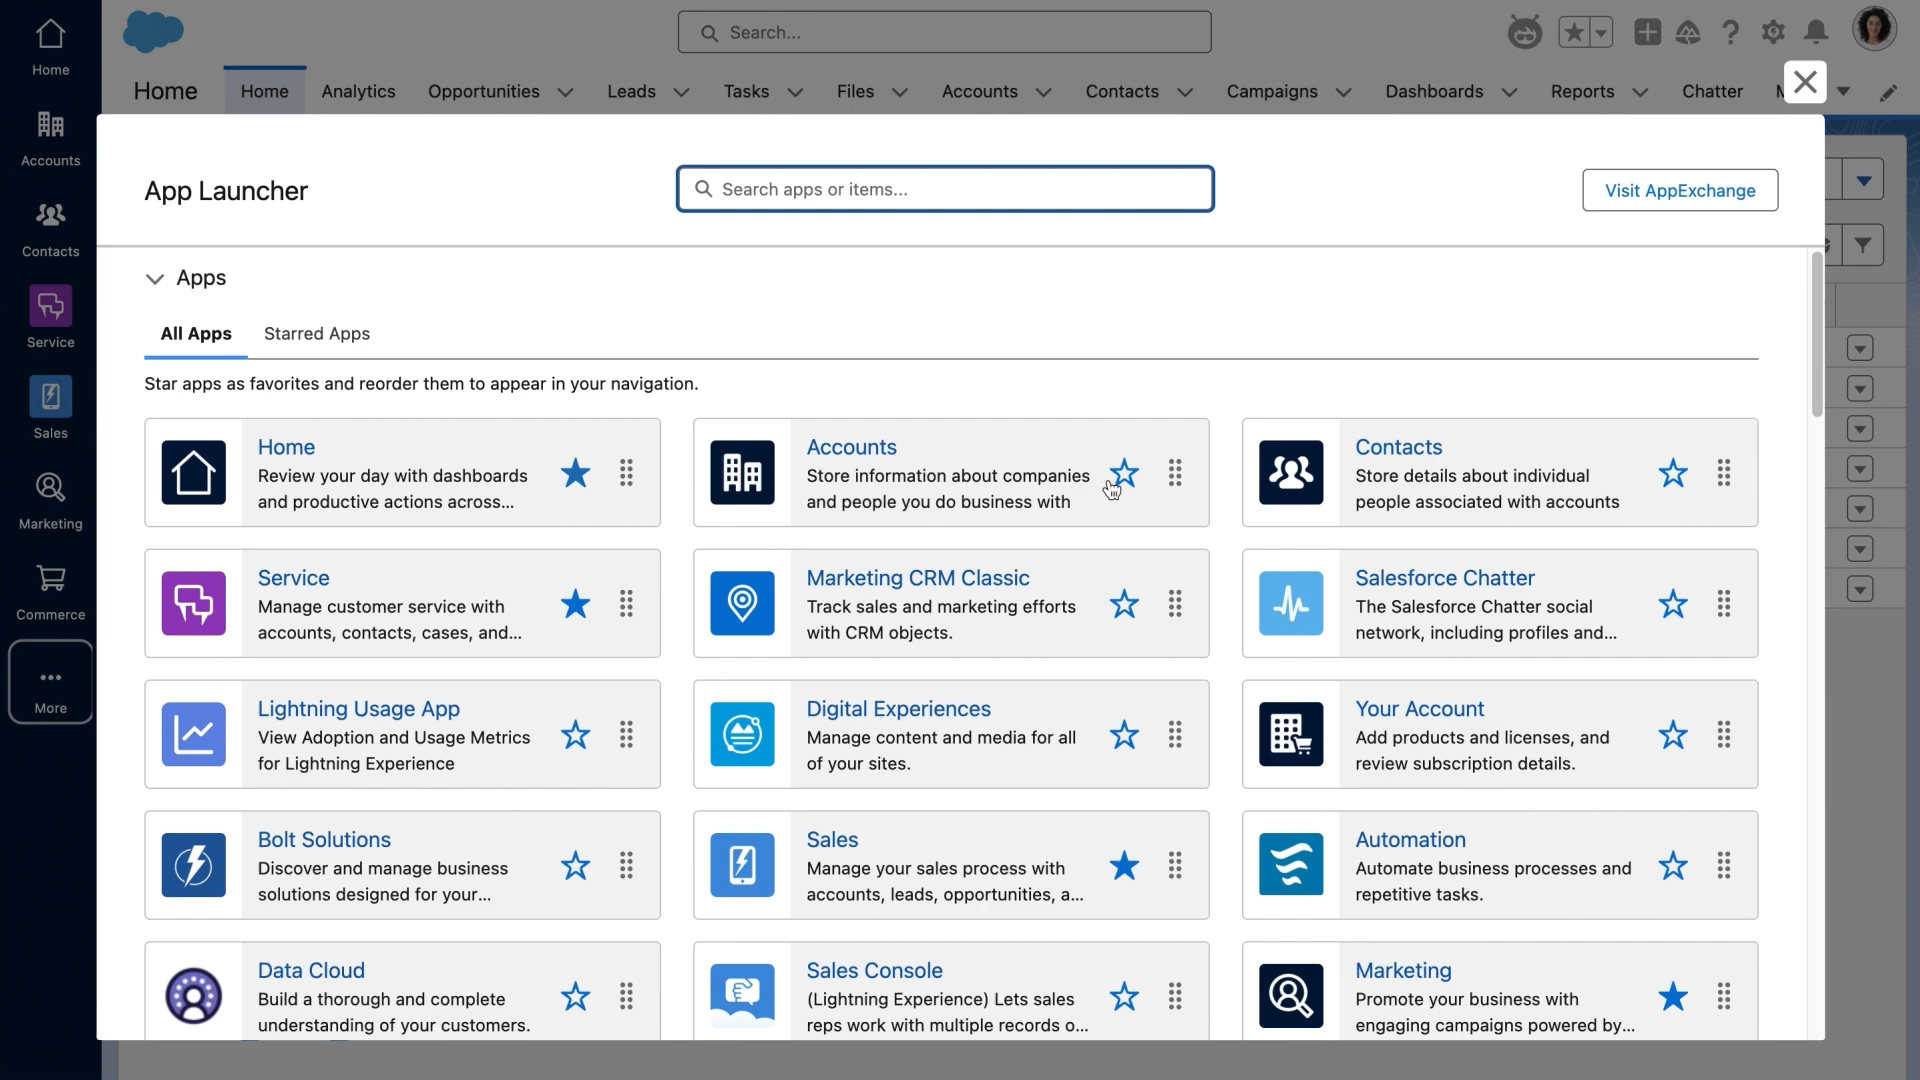 Home
Accounts
Contacts
Service
Sales
Marketing
Commerce
More
Search...
Home
Home
Analytics
Opportunities
Leads
Tasks
Files
Accounts
Contacts
Campaigns
Dashboards
Reports
Chatter
App Launcher
Search apps or items...
Visit AppExchange
Apps
All Apps
Starred Apps
Star apps as favorites and reorder them to appear in your navigation.
Home
Review your day with dashboards
and productive actions across...
Accounts
Store information about companies
and people you do business with
Contacts
Store details about individual
people associated with accounts
Service
Manage customer service with
accounts, contacts, cases, and...
Marketing CRM Classic
Track sales and marketing efforts
with CRM objects.
Salesforce Chatter
The Salesforce Chatter social
network, including profiles and...
Lightning Usage App
View Adoption and Usage Metrics
for Lightning Experience
Digital Experiences
Manage content and media for all
of your sites.
Your Account
Add products and licenses, and
review subscription details.
Bolt Solutions
Discover and manage business
solutions designed for your...
Sales
Manage your sales process with
accounts, leads, opportunities, a...
Automation
Automate business processes and
repetitive tasks.
Data Cloud
Build a thorough and complete
understanding of your customers.
Sales Console
(Lightning Experience) Lets sales
reps work with multiple records o...
Marketing
Promote your business with
engaging campaigns powered by...